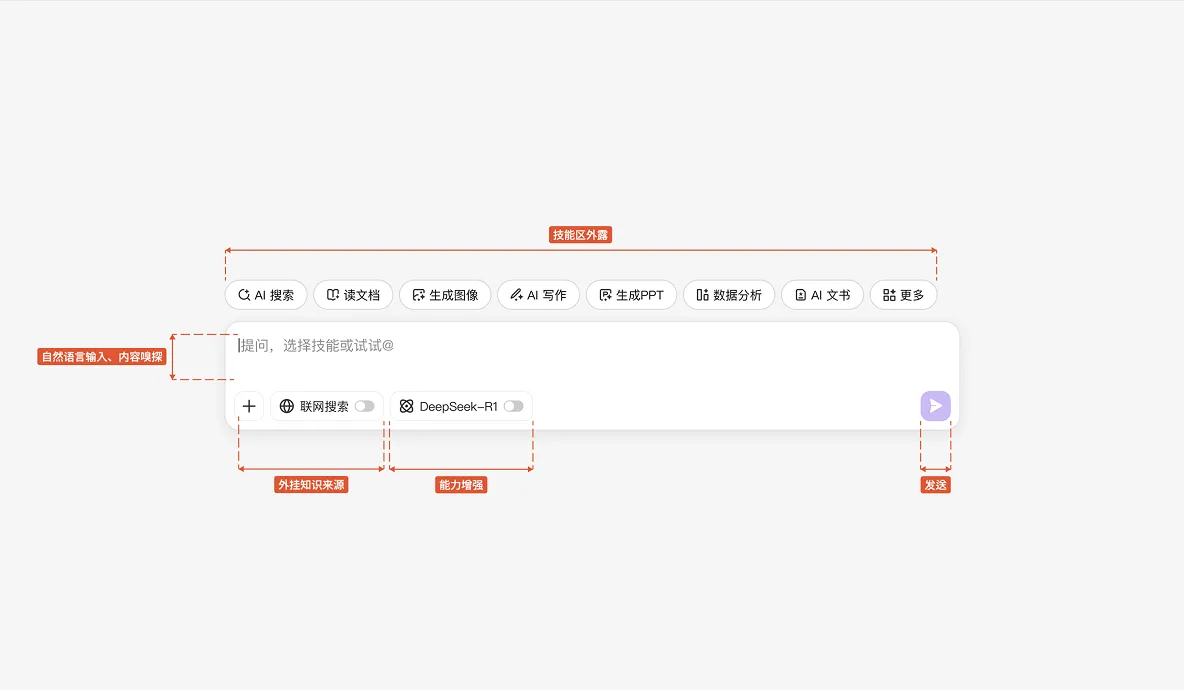 技能区外露
AI 搜索 读文档 生成图像 AI 写作 生成PPT 数据分析 AI 文书 更多
提问，选择技能或试试@
自然语言输入、内容嗅探
联网搜索 DeepSeek-R1
外挂知识来源 能力增强 发送